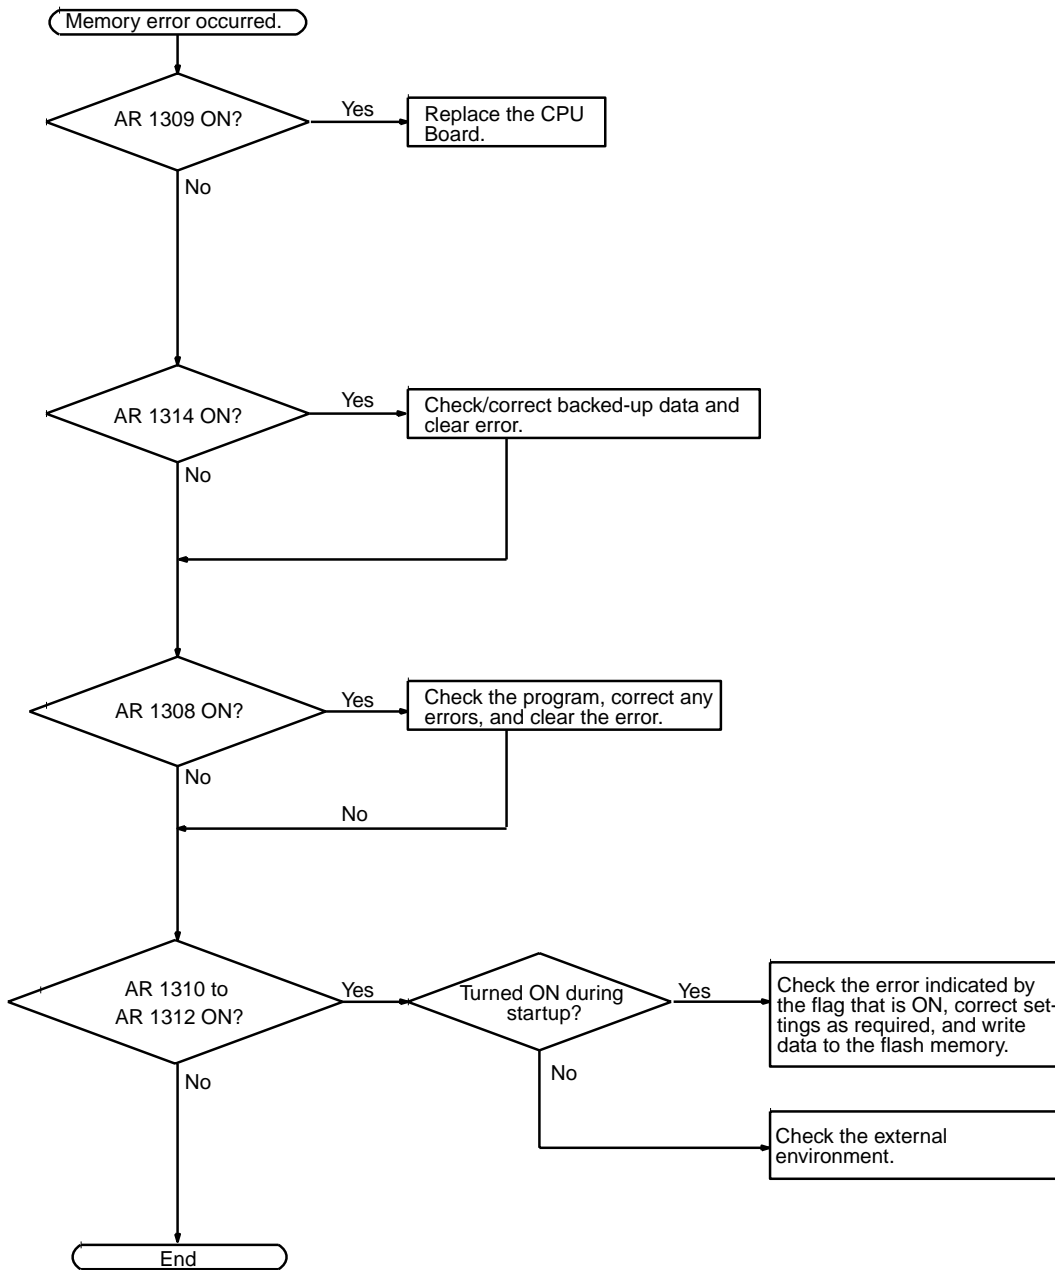 Memory error occurred.
AR 1309 ON?
Yes
Replace the CPU
Board.
No
AR 1314 ON?
Yes
Check/correct backed-up data and
clear error.
No
AR 1308 ON?
Yes
Check the program, correct any
errors, and clear the error.
No
No
AR 1310 to
AR 1312 ON?
Yes
Turned ON during
startup?
Yes
Check the error indicated by
the flag that is ON, correct set-
tings as required, and write
data to the flash memory.
No
No
Check the external
environment.
End